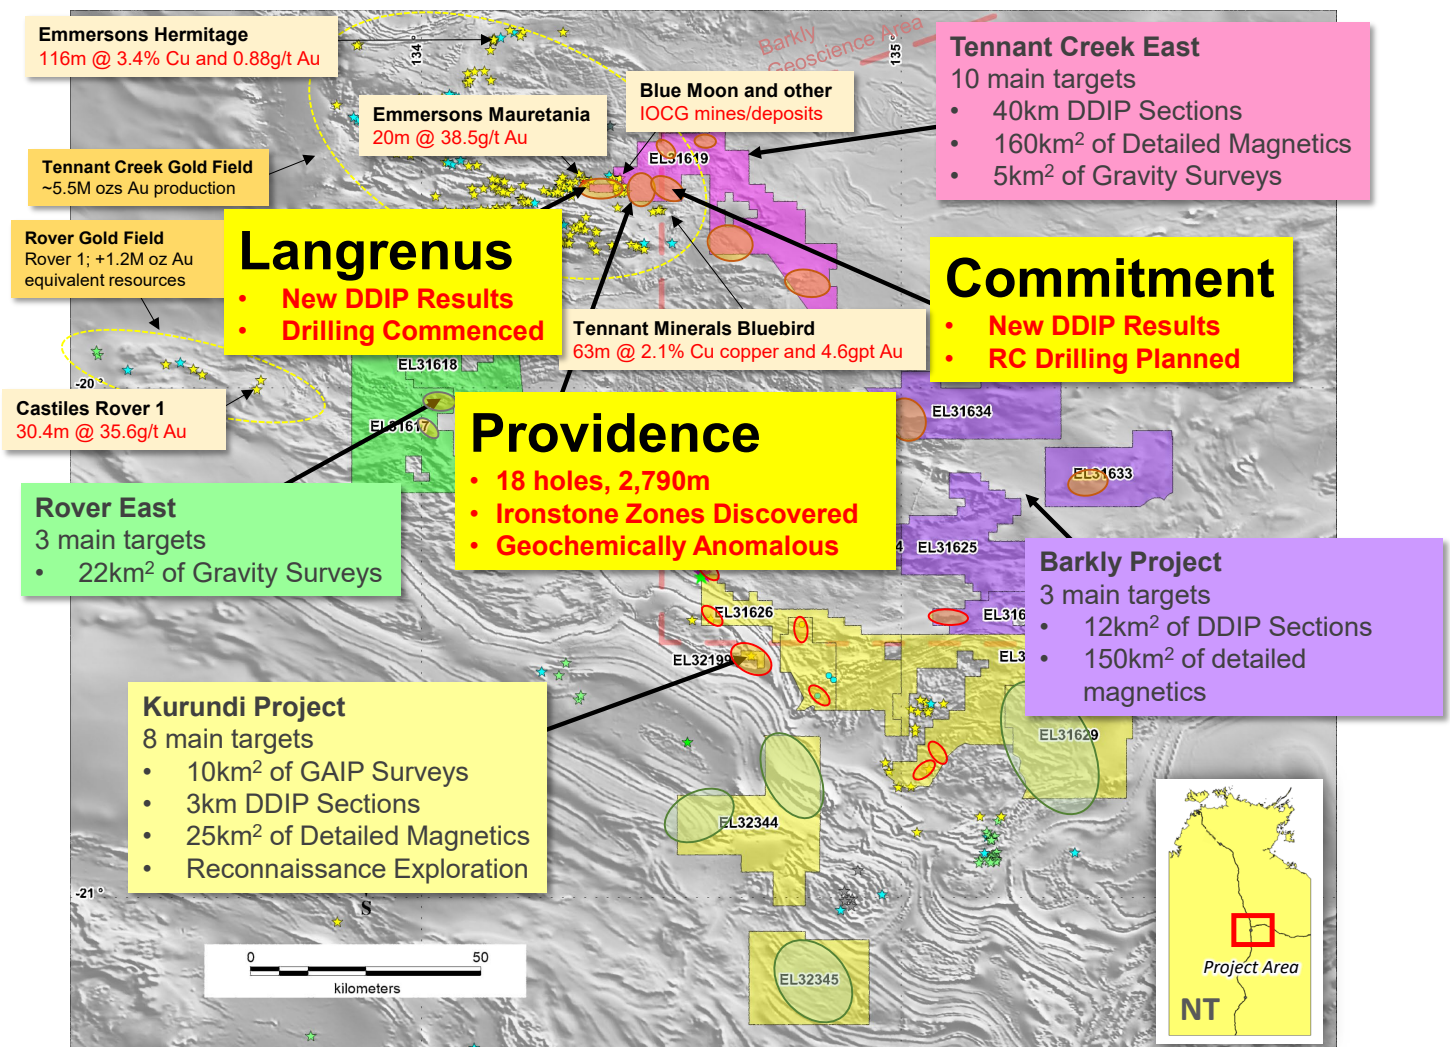 Emmersons Hermitage
116m @ 3.4% Cu and 0.88g/t Au
134 °
Barkly
Geoscience Area
135 °
Tennant Creek East
10 main targets
• 40km DDIP Sections
• 160km2 of Detailed Magnetics
• 5km2 of Gravity Surveys
Blue Moon and other
IOCG mines/deposits
Emmersons Mauretania
20m @ 38.5g/t Au
EL31619
Tennant Creek Gold Field
~5.5M ozs Au production
Rover Gold Field
Rover 1; +1.2M oz Au
equivalent resources
Langrenus
• New DDIP Results
• Drilling Commenced
Commitment
• New DDIP Results
• RC Drilling Planned
Tennant Minerals Bluebird
63m @ 2.1% Cu copper and 4.6gpt Au
EL31618
-20 °
Castiles Rover 1
30.4m @ 35.6g/t Au
EL31617
EL31634
Providence
• 18 holes, 2,790m
• Ironstone Zones Discovered
• Geochemically Anomalous
EL31633
Rover East
3 main targets
• 22km2 of Gravity Surveys
4
EL31625
Barkly Project
3 main targets
• 12km2 of DDIP Sections
• 150km2 of detailed
magnetics
EL31626
EL316
EL32199
EL3
Kurundi Project
8 main targets
• 10km2 of GAIP Surveys
• 3km DDIP Sections
• 25km2 of Detailed Magnetics
• Reconnaissance Exploration
EL31629
EL32344
-21 °
S
0 50
kilometers
EL32345
Project Area
NT